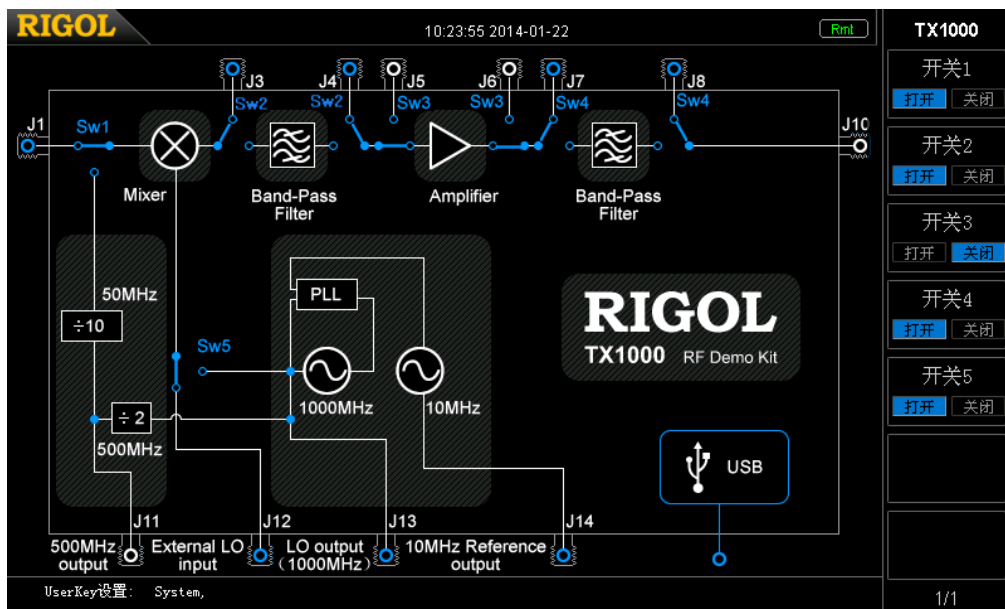 RIGOL
10:23:55 2014-01-22
Rmt
TX1000
J3
J4
J5
J6
J7
J8
Sw2
Sw2
Sw3
Sw3
Sw4
Sw4
J1
Sw1
J10
Mixer
Band-Pass
Filter
Amplifier
Band-Pass
Filter
50MHz
÷10
PLL
Sw5
1000MHz
10MHz
÷ 2
500MHz
RIGOL
TX1000 RF Demo Kit
USB
J11
J12
J13
J14
500MHz
output
External LO
input
LO output
(1000MHz)
10MHz Reference
output
开关1
打开 关闭
开关2
打开 关闭
开关3
打开 关闭
开关4
打开 关闭
开关5
打开 关闭
UserKey设置: System,
1/1